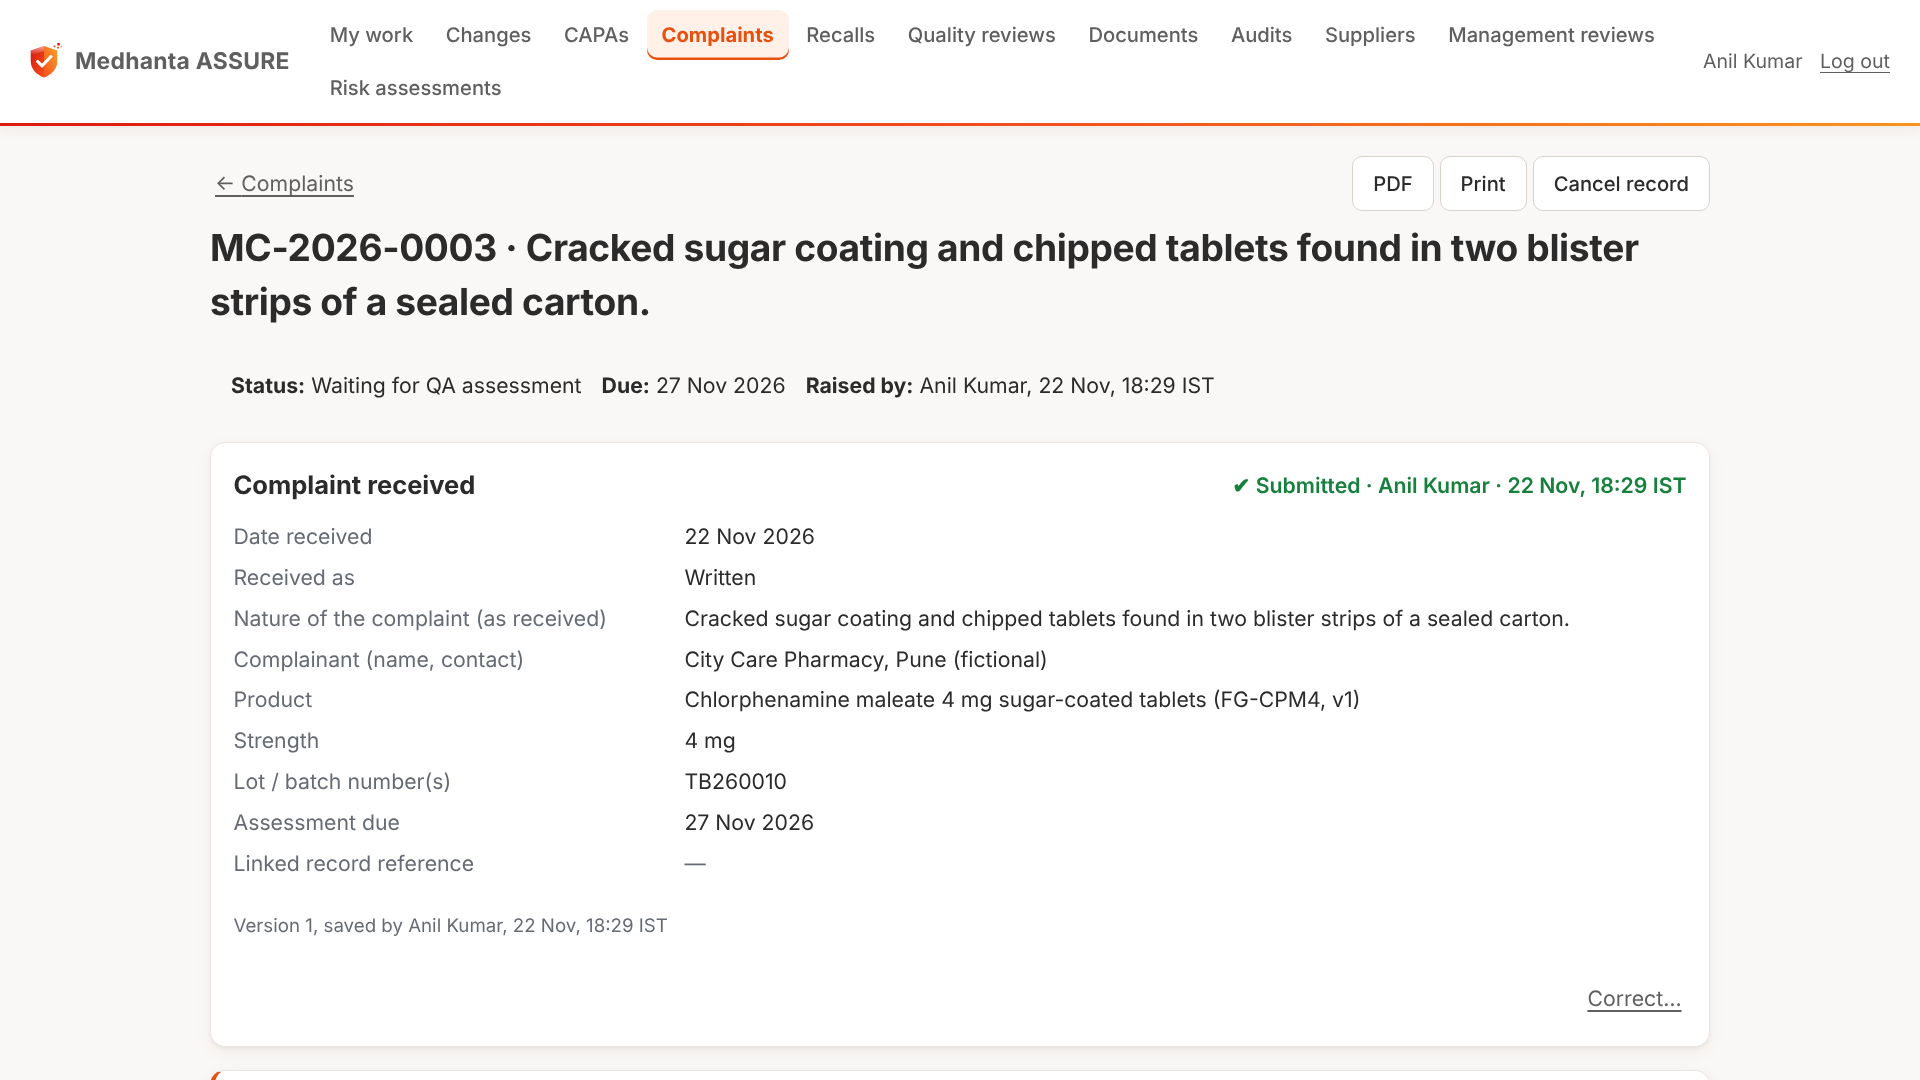 Medhanta ASSURE
My work Changes CAPAs Complaints Recalls Quality reviews Documents Audits Suppliers Management reviews
Risk assessments
Anil Kumar Log out
← Complaints
PDF Print Cancel record
MC-2026-0003 · Cracked sugar coating and chipped tablets found in two blister
strips of a sealed carton.
Status: Waiting for QA assessment Due: 27 Nov 2026 Raised by: Anil Kumar, 22 Nov, 18:29 IST
Complaint received ✔ Submitted · Anil Kumar · 22 Nov, 18:29 IST
Date received 22 Nov 2026
Received as Written
Nature of the complaint (as received) Cracked sugar coating and chipped tablets found in two blister strips of a sealed carton.
Complainant (name, contact) City Care Pharmacy, Pune (fictional)
Product Chlorphenamine maleate 4 mg sugar-coated tablets (FG-CPM4, v1)
Strength 4 mg
Lot / batch number(s) TB260010
Assessment due 27 Nov 2026
Linked record reference —
Version 1, saved by Anil Kumar, 22 Nov, 18:29 IST
Correct...